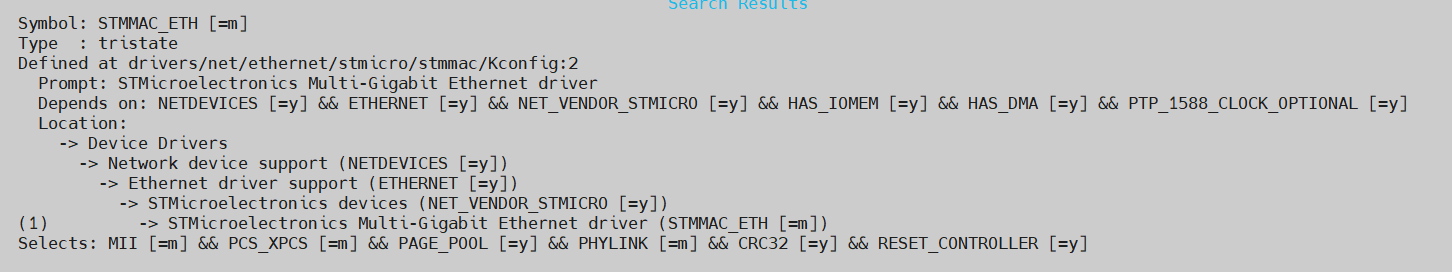 Search Results
Symbol: STMMAC_ETH [=m]
Type  : tristate
Defined at drivers/net/ethernet/stmicro/stmmac/Kconfig:2
  Prompt: STMicroelectronics Multi-Gigabit Ethernet driver
  Depends on: NETDEVICES [=y] && ETHERNET [=y] && NET_VENDOR_STMICRO [=y] && HAS_IOMEM [=y] && HAS_DMA [=y] && PTP_1588_CLOCK_OPTIONAL [=y]
  Location:
    -> Device Drivers
      -> Network device support (NETDEVICES [=y])
        -> Ethernet driver support (ETHERNET [=y])
          -> STMicroelectronics devices (NET_VENDOR_STMICRO [=y])
(1)         -> STMicroelectronics Multi-Gigabit Ethernet driver (STMMAC_ETH [=m])
Selects: MII [=m] && PCS_XPCS [=m] && PAGE_POOL [=y] && PHYLINK [=m] && CRC32 [=y] && RESET_CONTROLLER [=y]